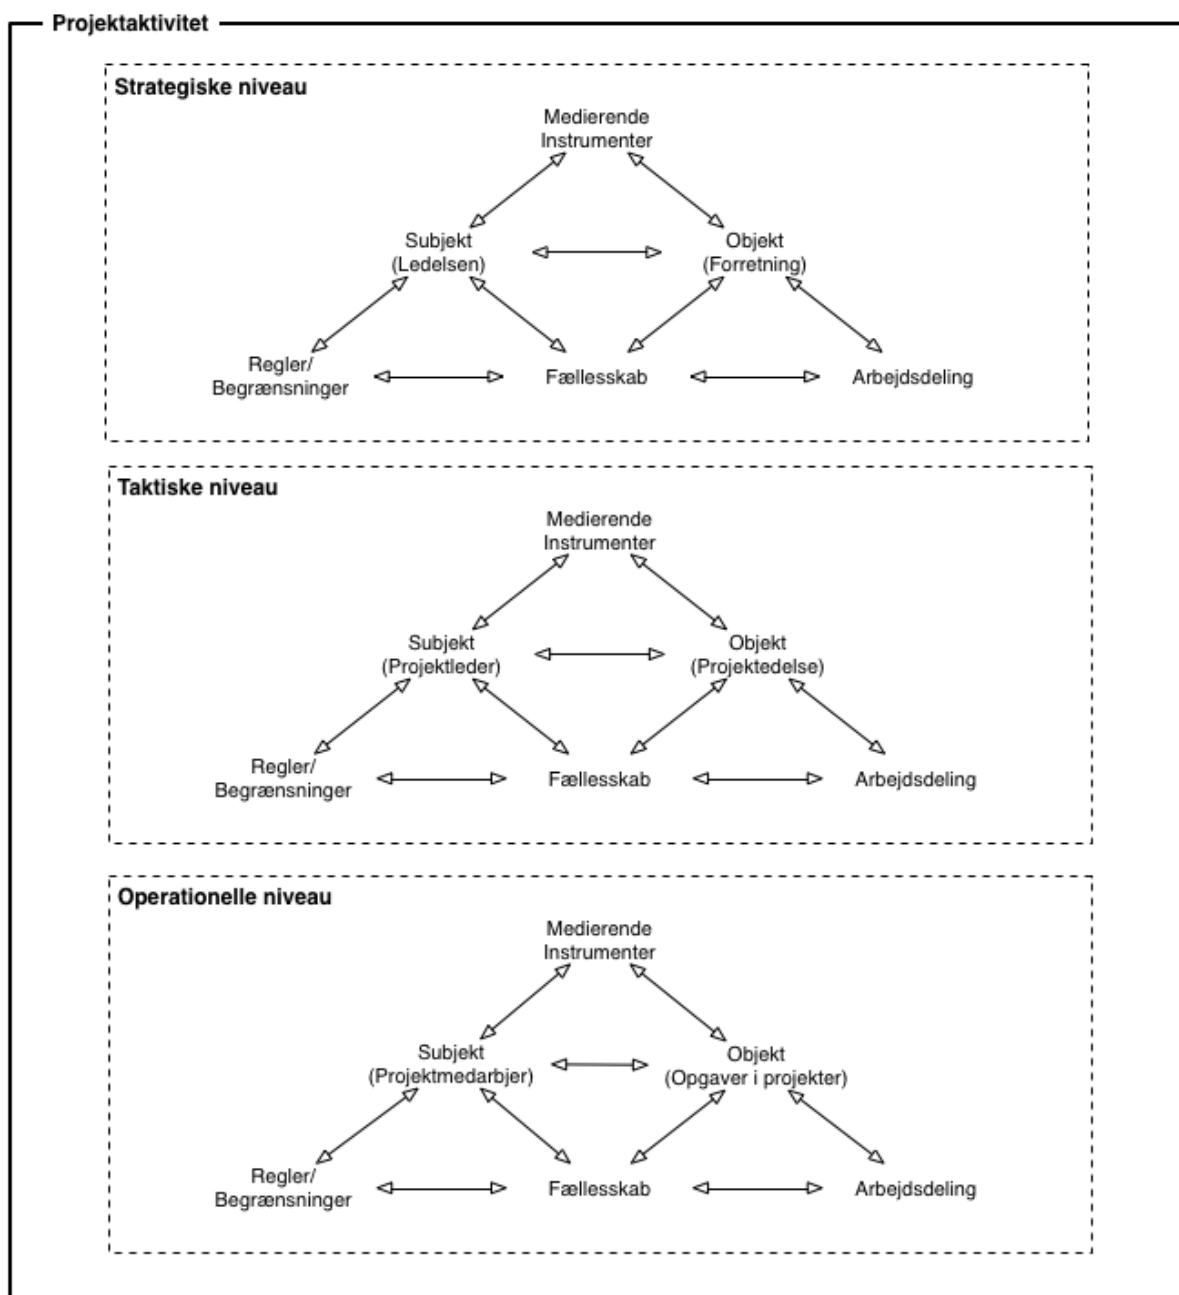 Projektaktivitet
Strategiske niveau
Medierende
Instrumenter
Subjekt
(Ledelsen)
Objekt
(Forretning)
Regler/
Begrænsninger
Fællesskab
Arbejdsdeling
Taktiske niveau
Medierende
Instrumenter
Subjekt
(Projektleder)
Objekt
(Projektedelse)
Regler/
Begrænsninger
Fællesskab
Arbejdsdeling
Operationelle niveau
Medierende
Instrumenter
Subjekt
(Projektmedarbjer)
Objekt
(Opgaver i projekter)
Regler/
Begrænsninger
Fællesskab
Arbejdsdeling